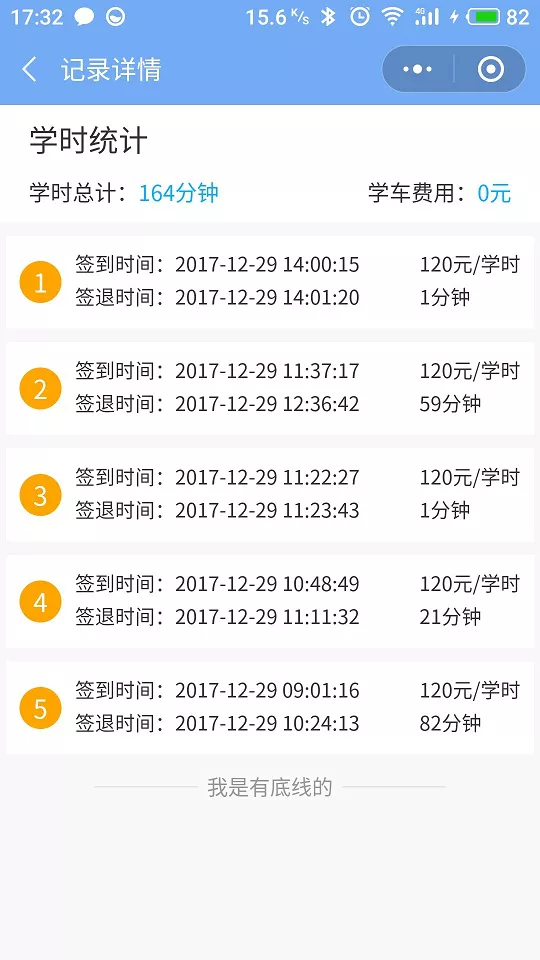 17:32 15.6 K/s 4G 82
记录详情
学时统计
学时总计：164分钟 学车费用：0元
1
签到时间：2017-12-29 14:00:15 120元/学时
签退时间：2017-12-29 14:01:20 1分钟
2
签到时间：2017-12-29 11:37:17 120元/学时
签退时间：2017-12-29 12:36:42 59分钟
3
签到时间：2017-12-29 11:22:27 120元/学时
签退时间：2017-12-29 11:23:43 1分钟
4
签到时间：2017-12-29 10:48:49 120元/学时
签退时间：2017-12-29 11:11:32 21分钟
5
签到时间：2017-12-29 09:01:16 120元/学时
签退时间：2017-12-29 10:24:13 82分钟
我是有底线的